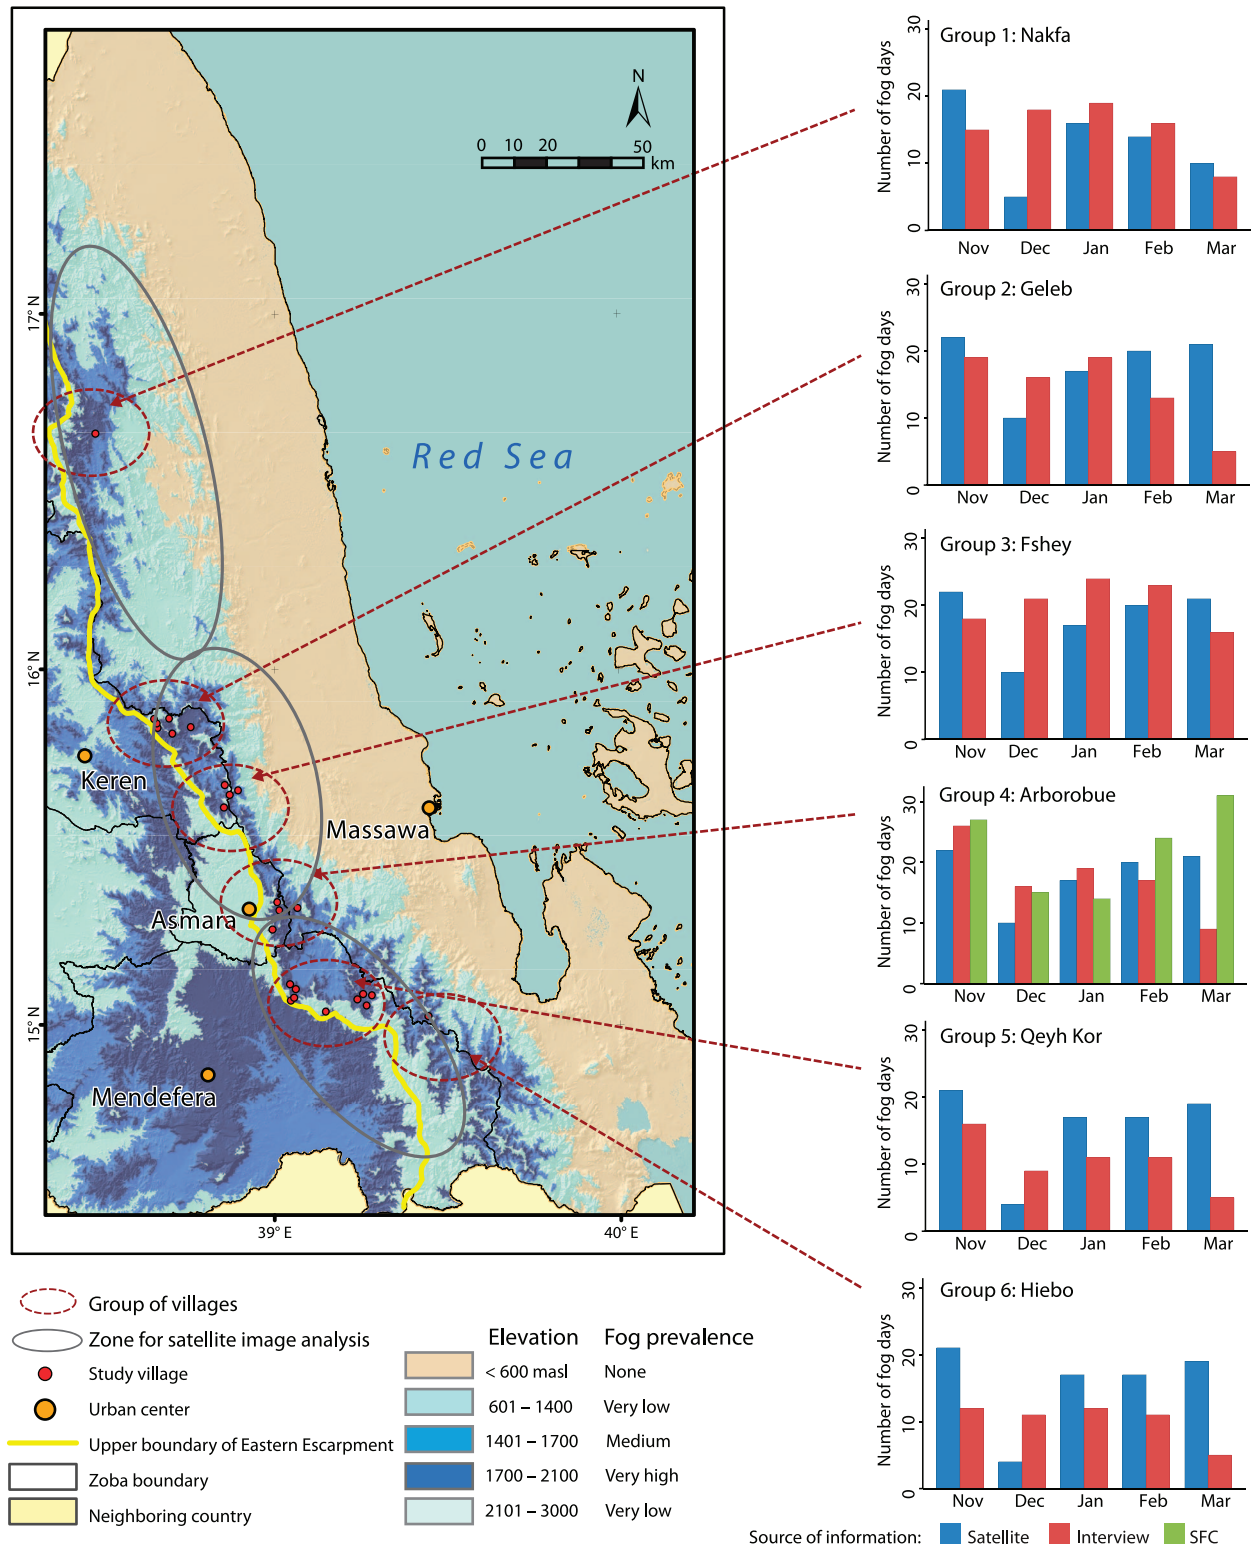 N
0 10 20 50
km
17° N
16° N
15° N
39° E
40° E
Red Sea
Keren
Massawa
Asmara
Mendefera
Group 1: Nakfa
Number of fog days
30
20
10
0
Nov Dec Jan Feb Mar
Group 2: Geleb
Number of fog days
30
20
10
0
Nov Dec Jan Feb Mar
Group 3: Fshey
Number of fog days
30
20
10
0
Nov Dec Jan Feb Mar
Group 4: Arborobue
Number of fog days
30
20
10
0
Nov Dec Jan Feb Mar
Group 5: Qeyh Kor
Number of fog days
30
20
10
0
Nov Dec Jan Feb Mar
Group 6: Hiebo
Number of fog days
30
20
10
0
Nov Dec Jan Feb Mar
Source of information: Satellite Interview SFC
Group of villages
Zone for satellite image analysis
Study village
Urban center
Upper boundary of Eastern Escarpment
Zoba boundary
Neighboring country
Elevation Fog prevalence
< 600 masl None
601 – 1400 Very low
1401 – 1700 Medium
1700 – 2100 Very high
2101 – 3000 Very low